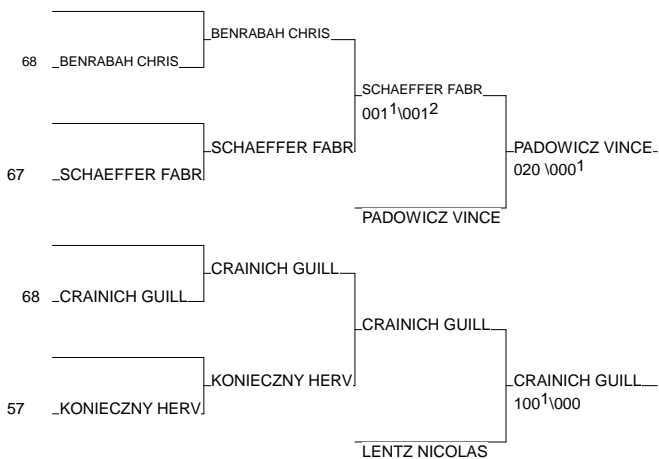 BENRABAH CHRIS
68 BENRABAH CHRIS
SCHAEFFER FABR
001¹\001²
SCHAEFFER FABR
PADOWICZ VINCE
020 \000¹
67 SCHAEFFER FABR
PADOWICZ VINCE
CRAINICH GUILL
68 CRAINICH GUILL
CRAINICH GUILL
KONIECZNY HERV
CRAINICH GUILL
100¹\000
57 KONIECZNY HERV
LENTZ NICOLAS